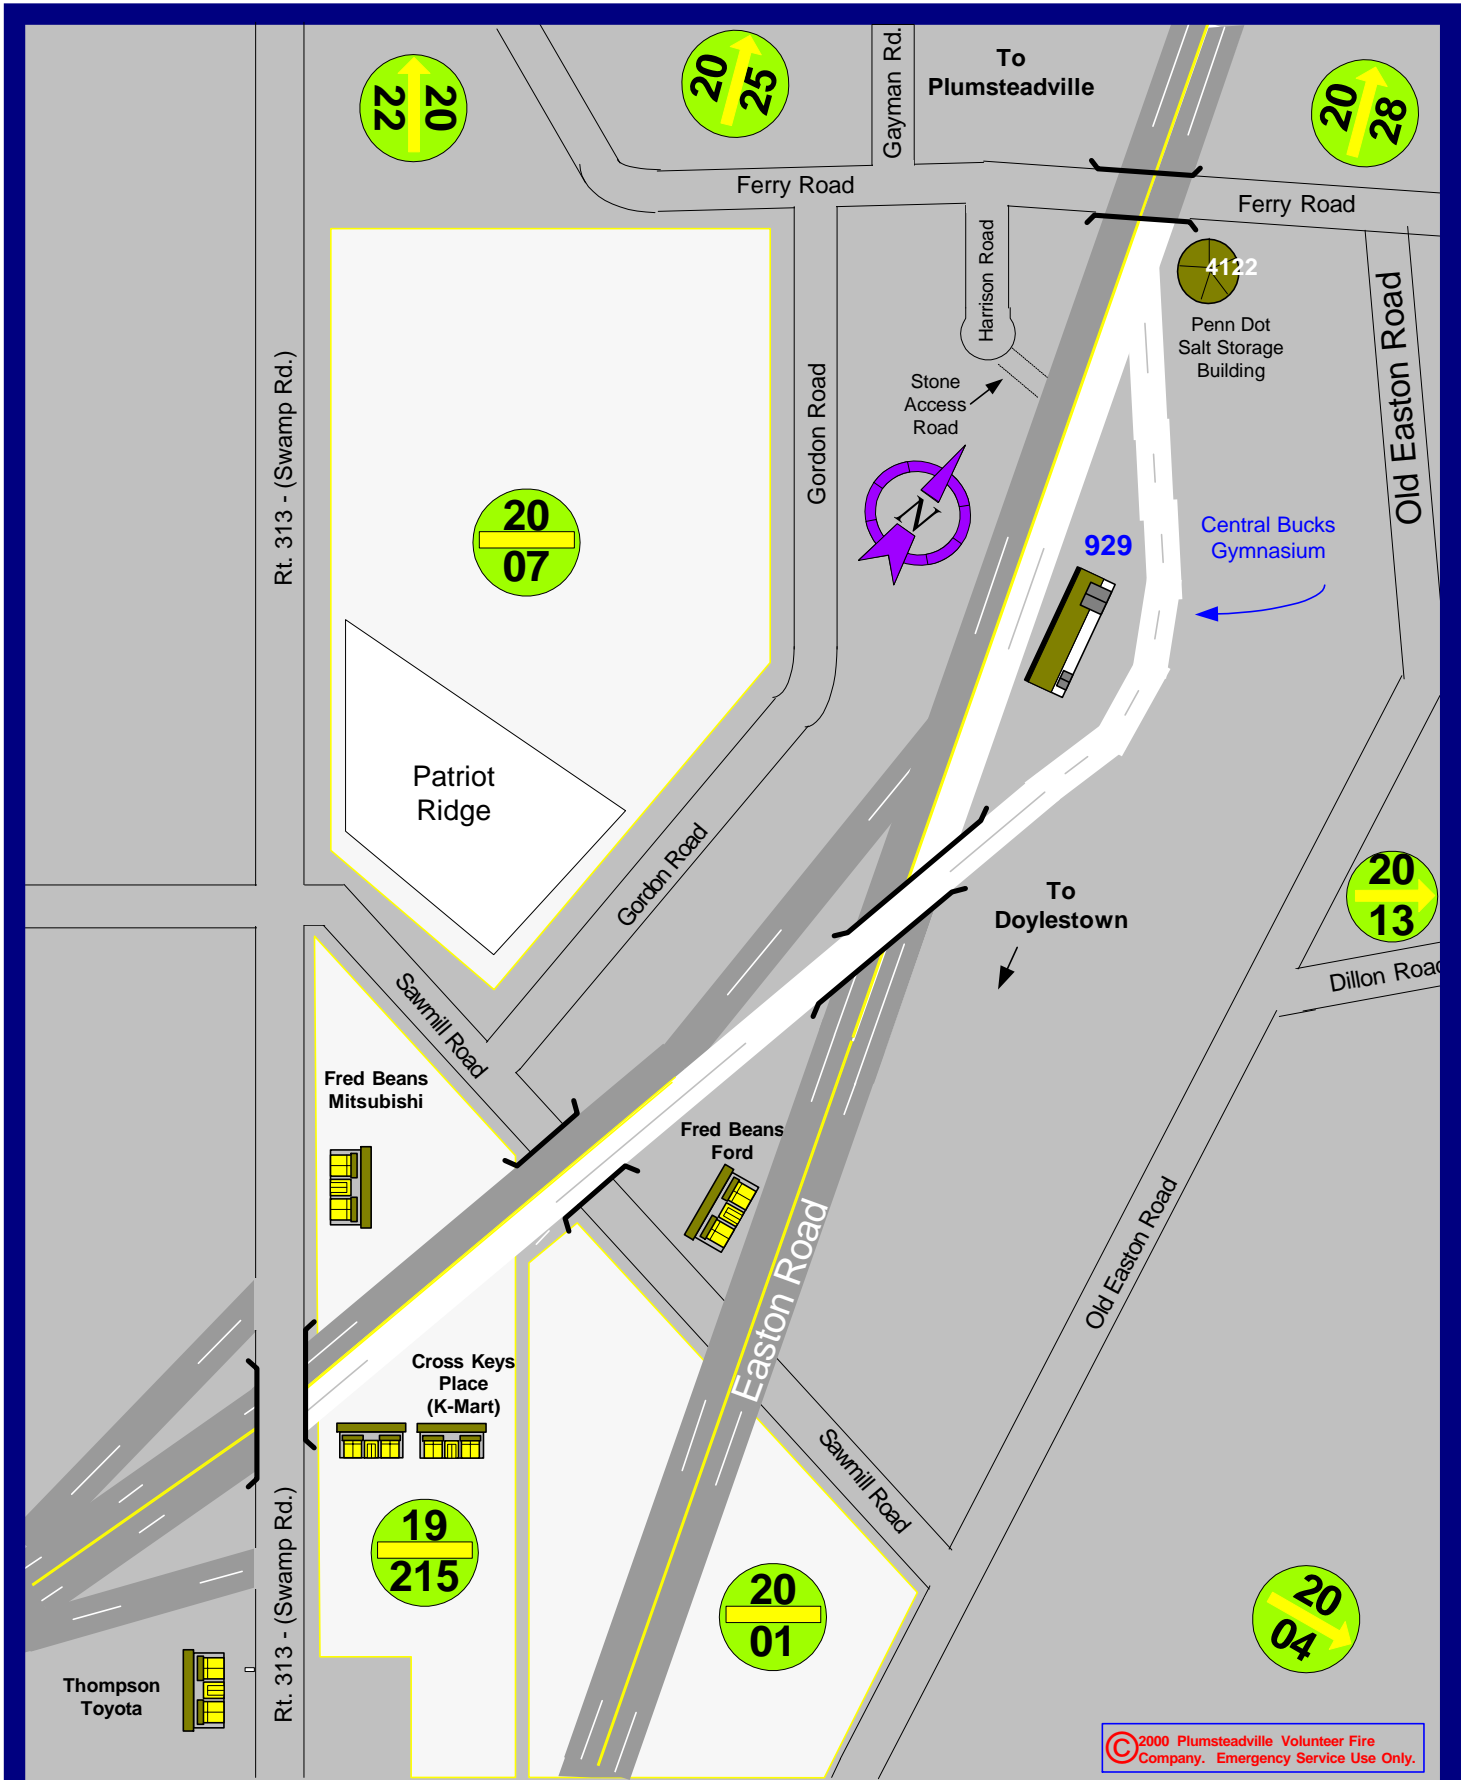 20
22
20
25
Gayman Rd.
To
Plumsteadville
20
28
Ferry Road
Ferry Road
4122
Penn Dot
Salt Storage
Building
Harrison Road
Old Easton Road
Rt. 313 - (Swamp Rd.)
Gordon Road
Stone
Access
Road
N
20
07
929
Central Bucks
Gymnasium
Patriot
Ridge
Gordon Road
To
Doylestown
20
13
Dillon Road
Sawmill Road
Fred Beans
Mitsubishi
Fred Beans
Ford
Easton Road
Old Easton Road
Cross Keys
Place
(K-Mart)
Sawmill Road
Rt. 313 - (Swamp Rd.)
19
215
20
01
20
04
Thompson
Toyota
© 2000 Plumsteadville Volunteer Fire
Company. Emergency Service Use Only.